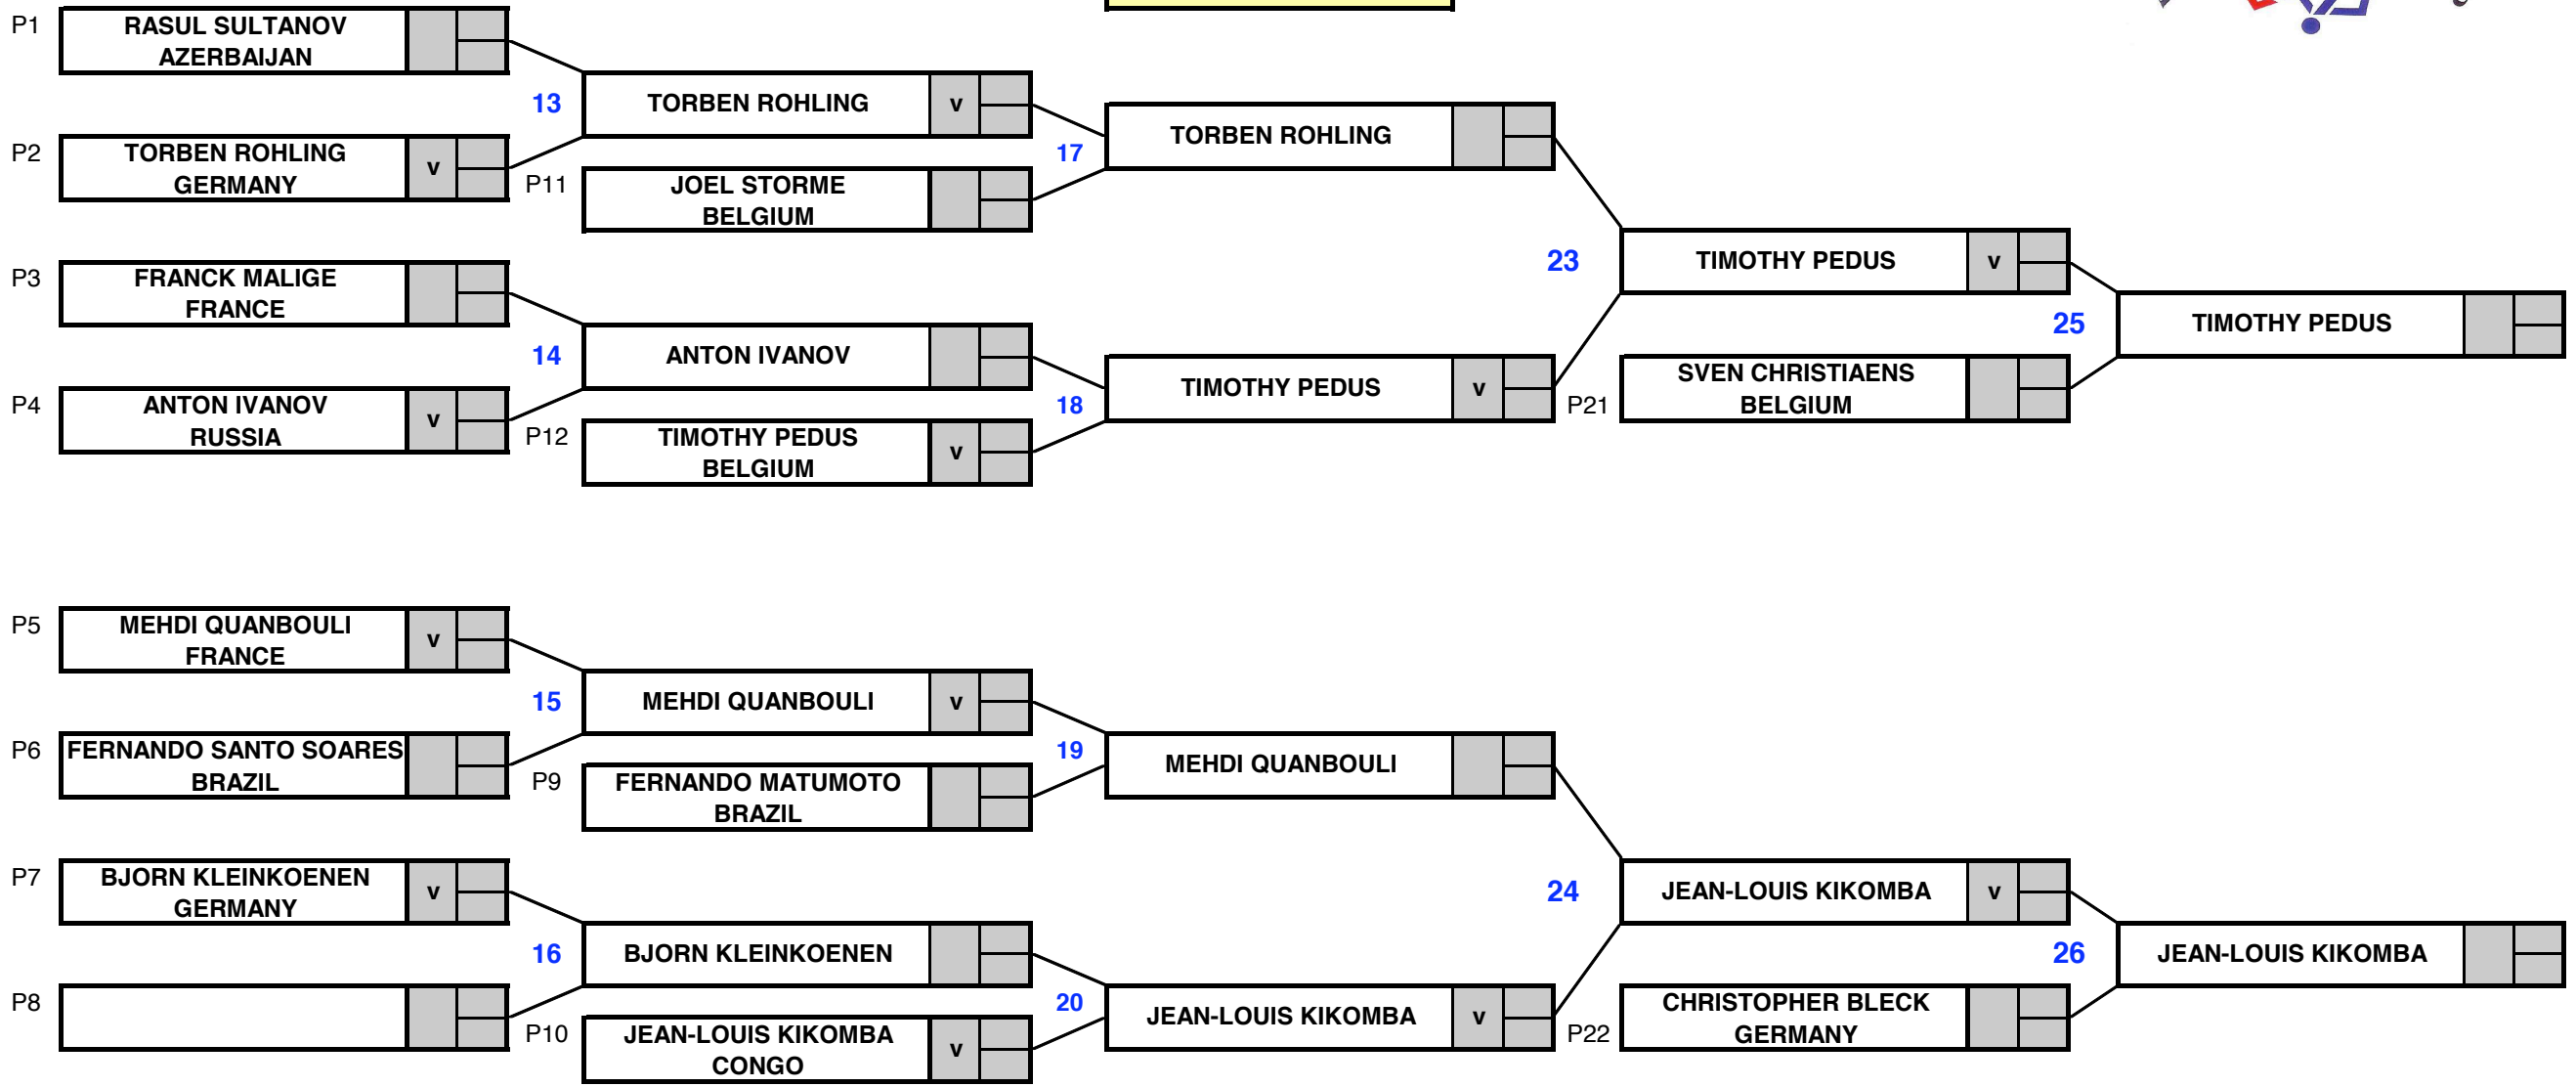 P1
RASUL SULTANOV
AZERBAIJAN
13
TORBEN ROHLING
v
P2
TORBEN ROHLING
GERMANY
v
P11
JOEL STORME
BELGIUM
17
TORBEN ROHLING
P3
FRANCK MALIGE
FRANCE
14
ANTON IVANOV
P4
ANTON IVANOV
RUSSIA
v
P12
TIMOTHY PEDUS
BELGIUM
v
18
TIMOTHY PEDUS
v
23
TIMOTHY PEDUS
v
P21
SVEN CHRISTIAENS
BELGIUM
25
TIMOTHY PEDUS
P5
MEHDI QUANBOULI
FRANCE
v
15
MEHDI QUANBOULI
v
P6
FERNANDO SANTO SOARES
BRAZIL
P9
FERNANDO MATUMOTO
BRAZIL
19
MEHDI QUANBOULI
P7
BJORN KLEINKOENEN
GERMANY
v
16
BJORN KLEINKOENEN
P8
P10
JEAN-LOUIS KIKOMBA
CONGO
v
20
JEAN-LOUIS KIKOMBA
v
24
JEAN-LOUIS KIKOMBA
v
P22
CHRISTOPHER BLECK
GERMANY
26
JEAN-LOUIS KIKOMBA